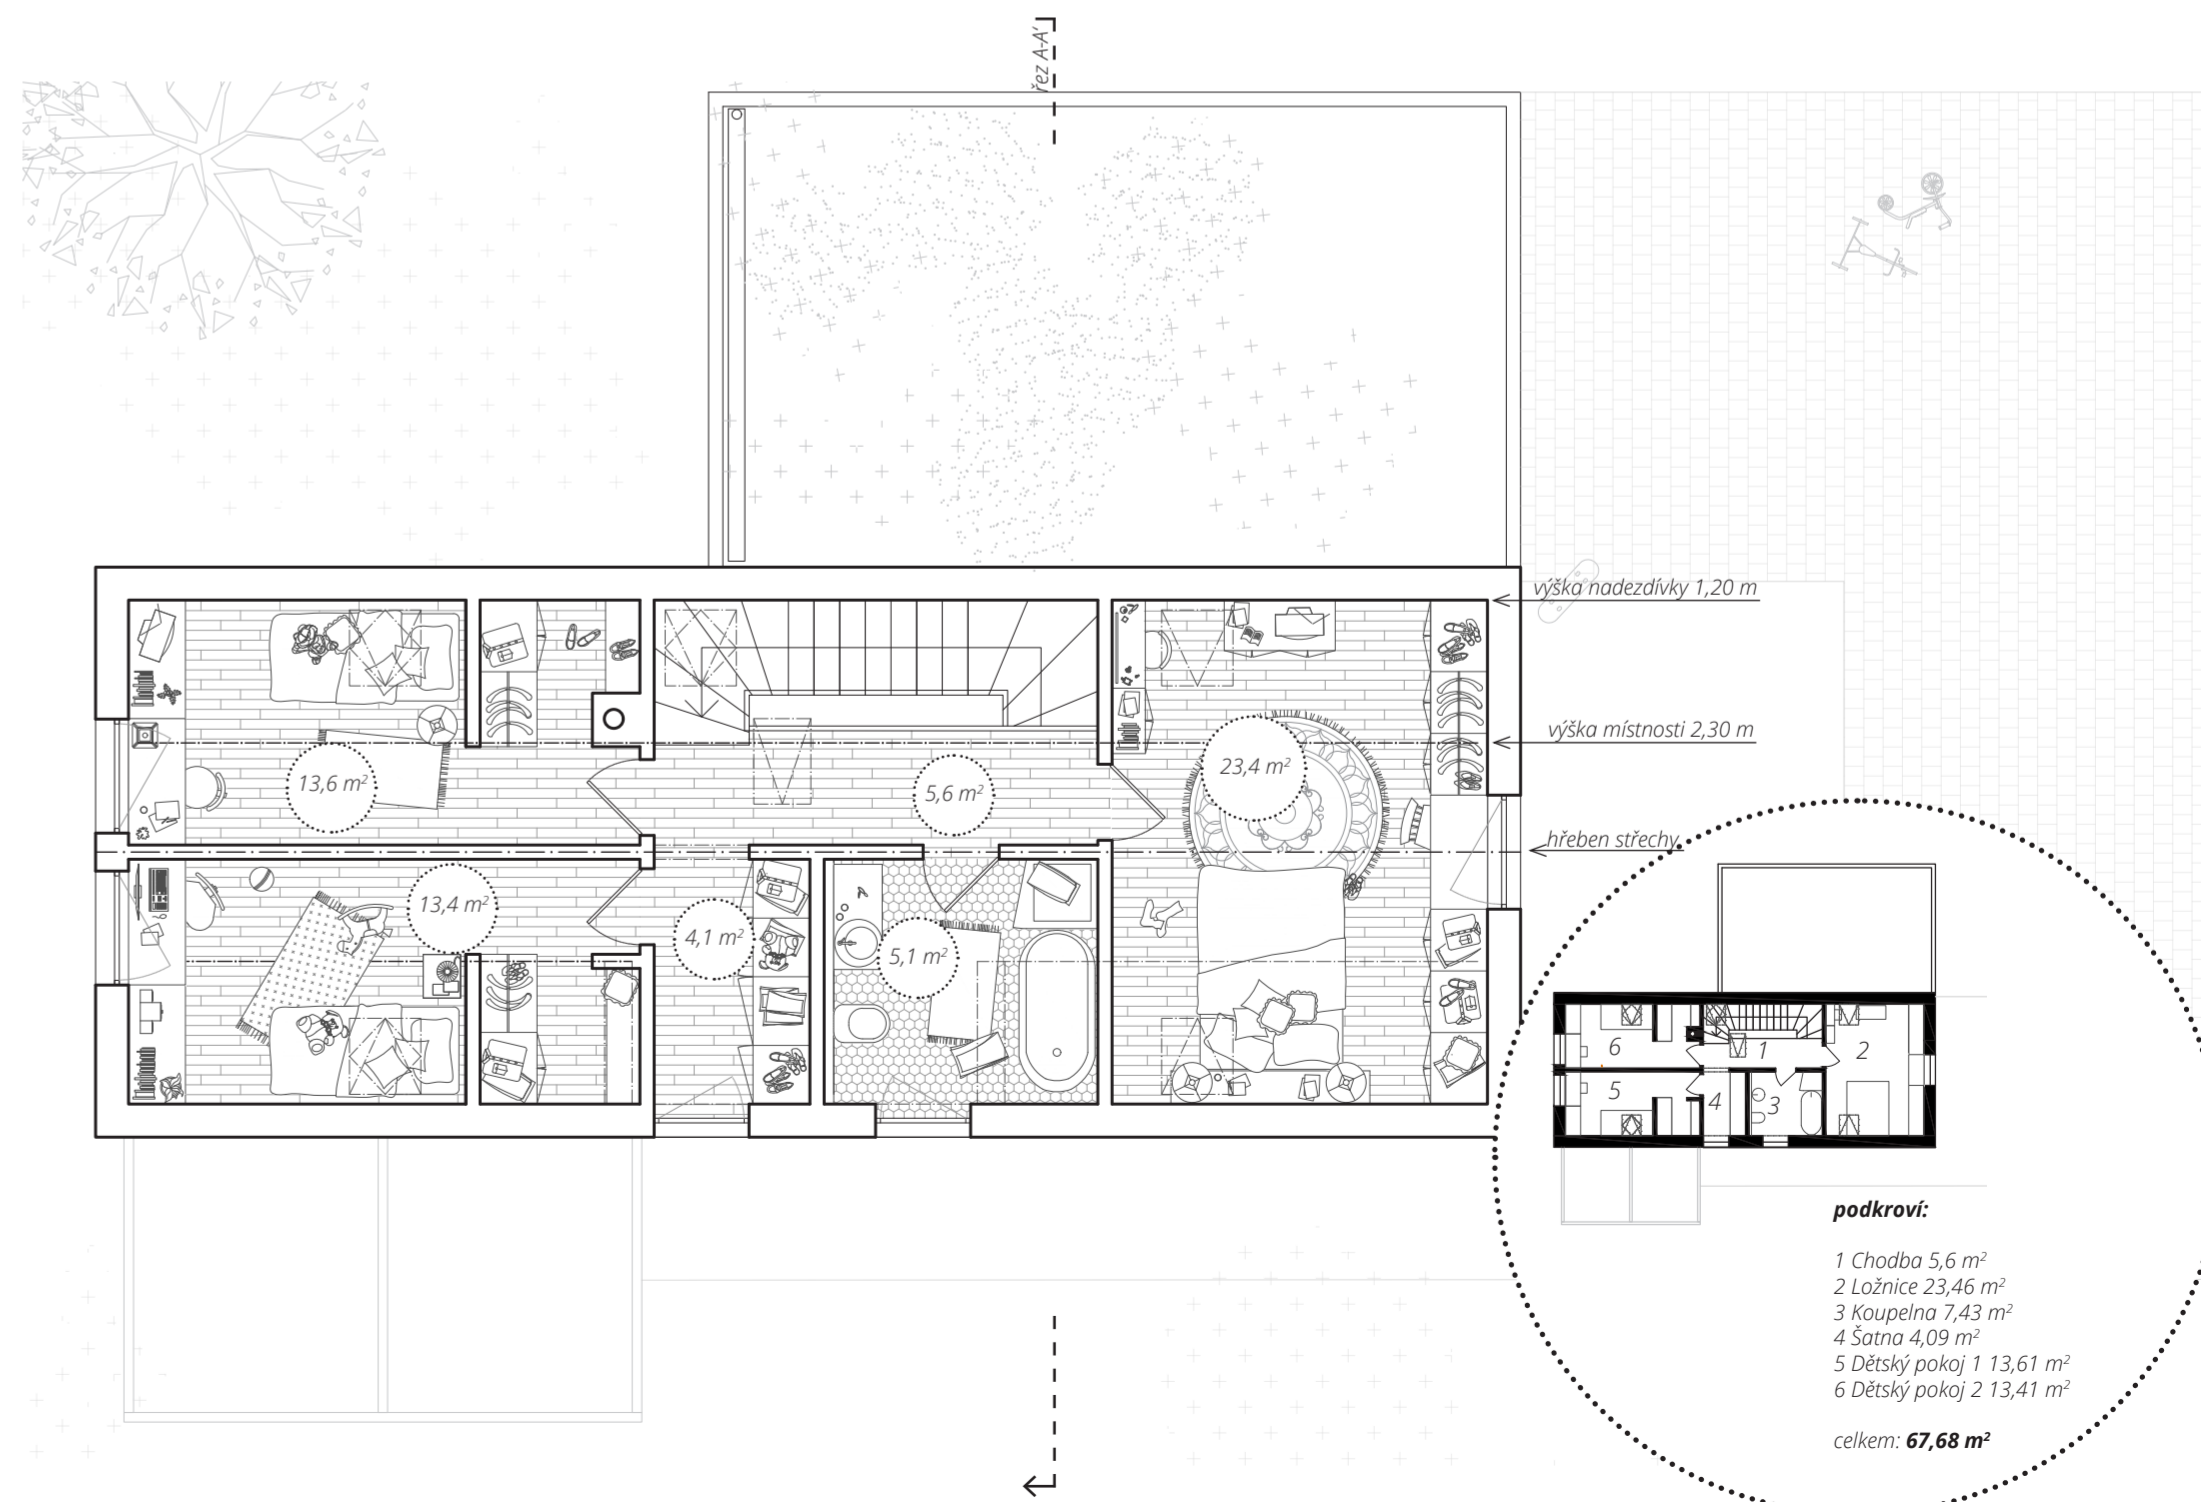 řez A-A'
výška nadezdívky 1,20 m
výška místnosti 2,30 m
hřeben střechy
13,6 m²
5,6 m²
23,4 m²
13,4 m²
4,1 m²
5,1 m²
6
1
2
5
4
3
podkroví:
1 Chodba 5,6 m²
2 Ložnice 23,46 m²
3 Koupelna 7,43 m²
4 Šatna 4,09 m²
5 Dětský pokoj 1 13,61 m²
6 Dětský pokoj 2 13,41 m²
celkem: 67,68 m²